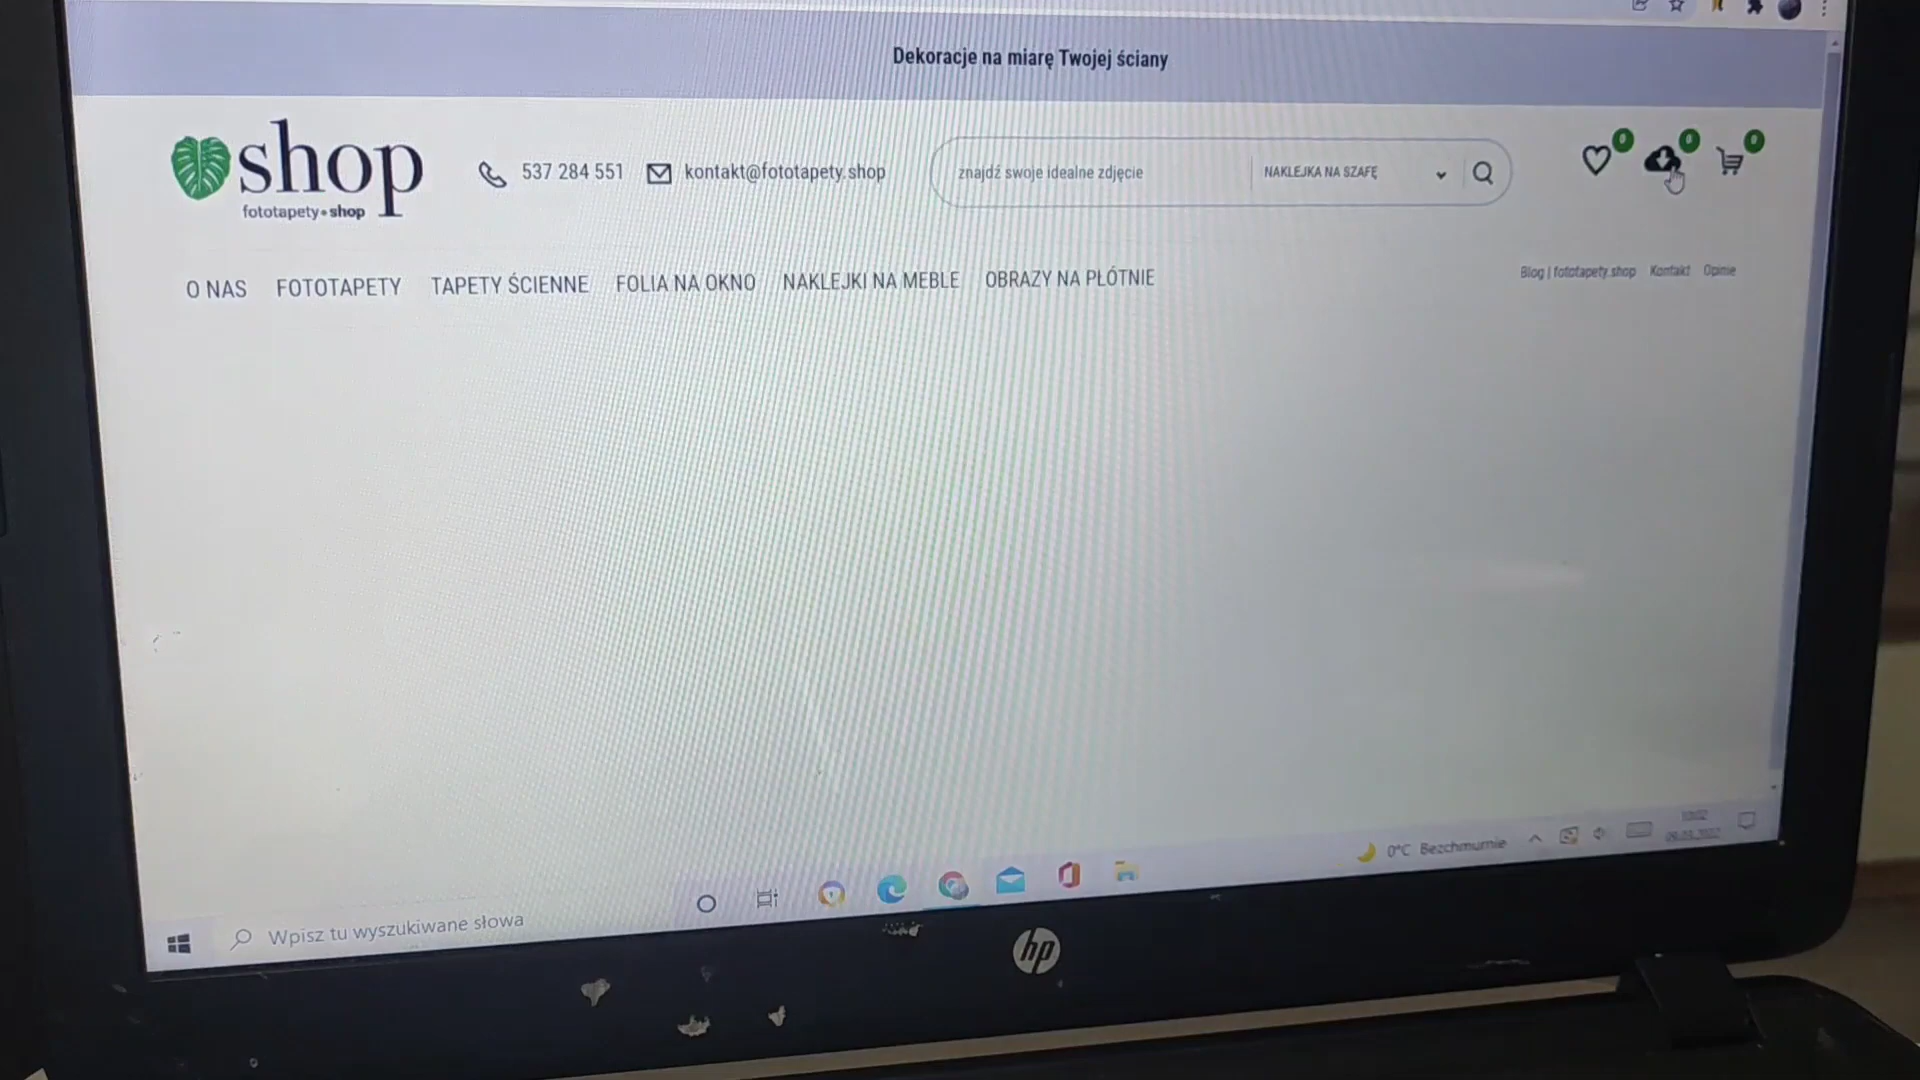 Dekoracje na miarę Twojej ściany
shop
fototapety•shop
537 284 551
kontakt@fototapety.shop
znajdź swoje idealne zdjęcie
NAKLEJKA NA SZAFĘ
0
0
0
O NAS FOTOTAPETY TAPETY ŚCIENNE FOLIA NA OKNO NAKLEJKI NA MEBLE OBRAZY NA PŁÓTNIE
Blog | fototapety.shop Kontakt Opinie
0°C Bezchmurnie
Wpisz tu wyszukiwane słowa
hp